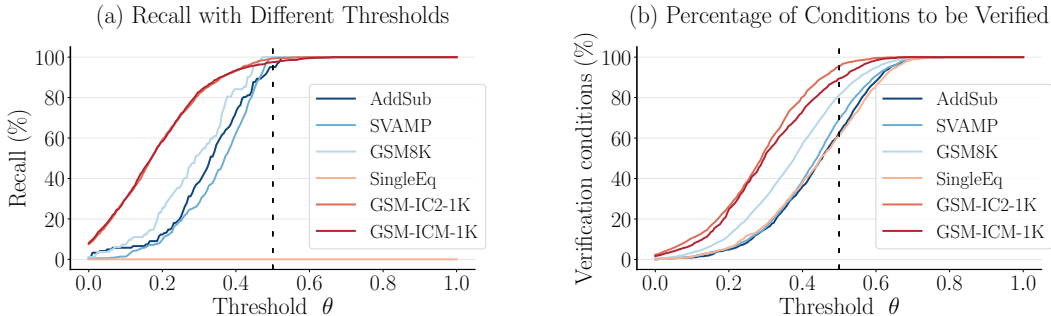 (a) Recall with Different Thresholds
Recall (%)
100
80
60
40
20
0
0.0 0.2 0.4 0.6 0.8 1.0
Threshold θ
AddSub
SVAMP
GSM8K
SingleEq
GSM-IC2-1K
GSM-ICM-1K
(b) Percentage of Conditions to be Verified
Verification conditions (%)
100
80
60
40
20
0
0.0 0.2 0.4 0.6 0.8 1.0
Threshold θ
AddSub
SVAMP
GSM8K
SingleEq
GSM-IC2-1K
GSM-ICM-1K